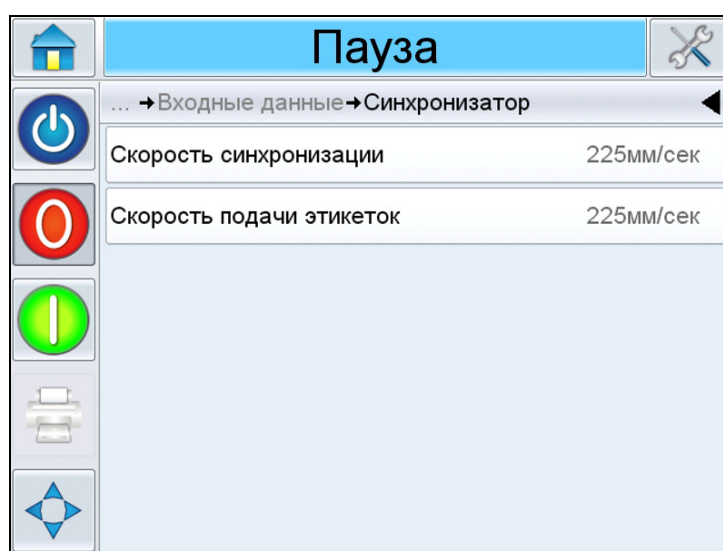 Пауза
... →Входные данные→Синхронизатор
Скорость синхронизации 225мм/сек
Скорость подачи этикеток 225мм/сек